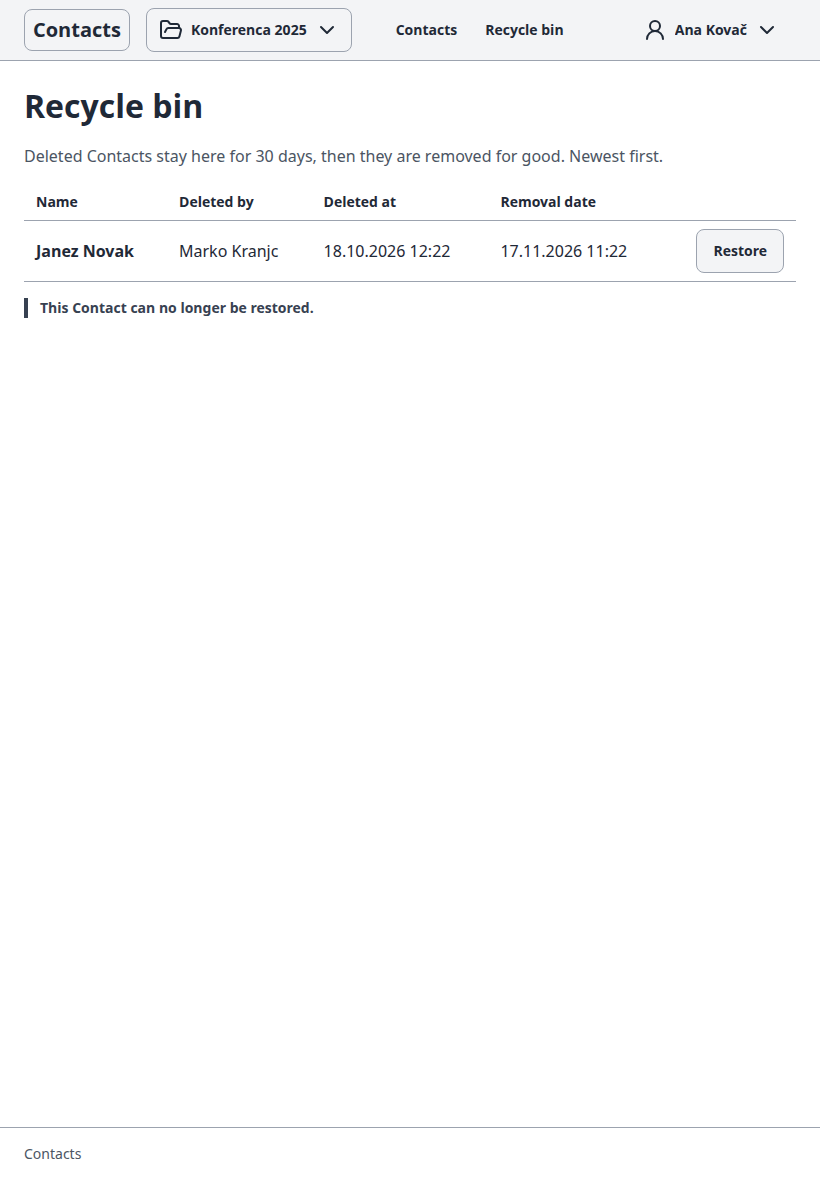 Contacts Konferenca 2025 Contacts Recycle bin Ana Kovač
Recycle bin
Deleted Contacts stay here for 30 days, then they are removed for good. Newest first.
Name Deleted by Deleted at Removal date
Janez Novak Marko Kranjc 18.10.2026 12:22 17.11.2026 11:22 Restore
This Contact can no longer be restored.
Contacts